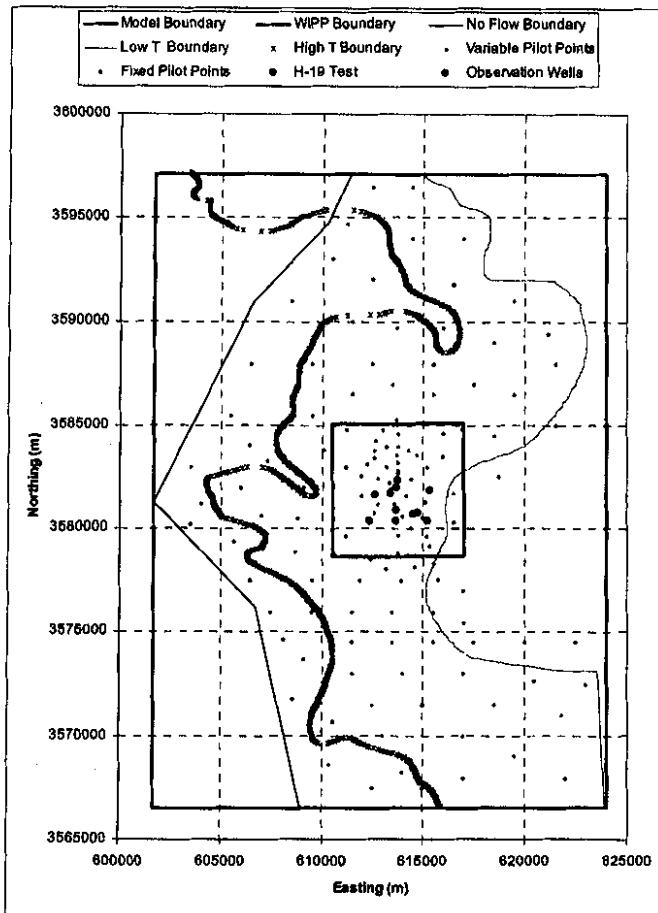 Model Boundary WIPP Boundary No Flow Boundary
Low T Boundary High T Boundary Variable Pilot Points
Fixed Pilot Points H-19 Test Observation Wells
3600000
3595000
3590000
3585000
3580000
3575000
3570000
3565000
Northing (m)
600000 605000 610000 615000 620000 625000
Easting (m)